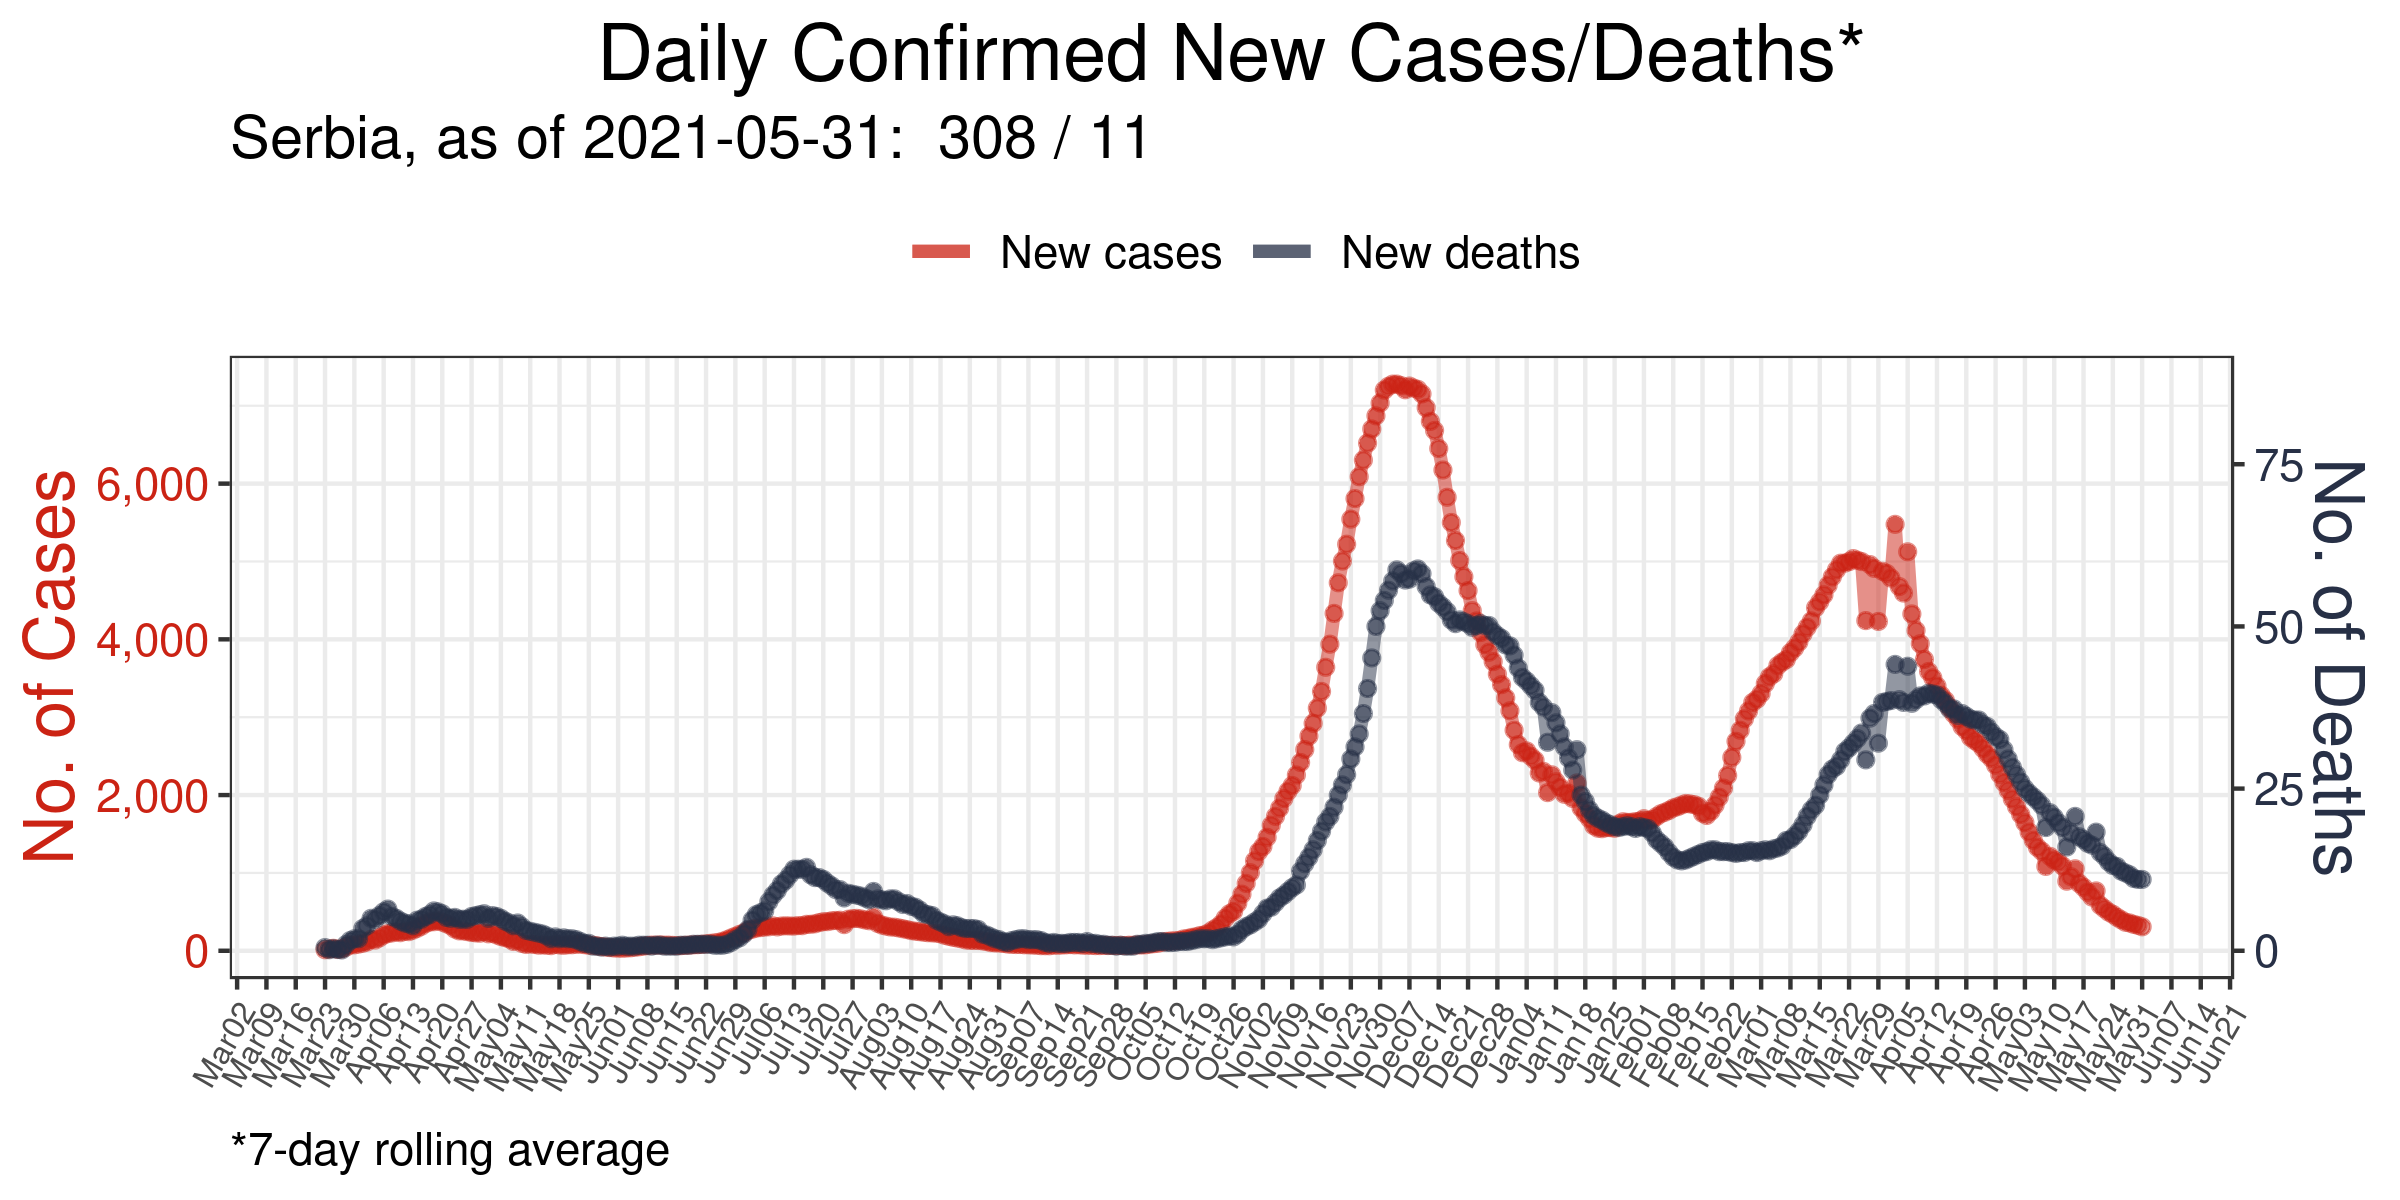 Daily Confirmed New Cases/Deaths*
Serbia, as of 2021-05-31:  308 / 11
New cases
New deaths
No. of Cases
6,000
4,000
2,000
0
75
50
25
0
No. of Deaths
Mar02
Mar09
Mar16
Mar23
Mar30
Apr06
Apr13
Apr20
Apr27
May04
May11
May18
May25
Jun01
Jun08
Jun15
Jun22
Jun29
Jul06
Jul13
Jul20
Jul27
Aug03
Aug10
Aug17
Aug24
Aug31
Sep07
Sep14
Sep21
Sep28
Oct05
Oct12
Oct19
Oct26
Nov02
Nov09
Nov16
Nov23
Nov30
Dec07
Dec14
Dec21
Dec28
Jan04
Jan11
Jan18
Jan25
Feb01
Feb08
Feb15
Feb22
Mar01
Mar08
Mar15
Mar22
Mar29
Apr05
Apr12
Apr19
Apr26
May03
May10
May17
May24
May31
Jun07
Jun14
Jun21
*7-day rolling average